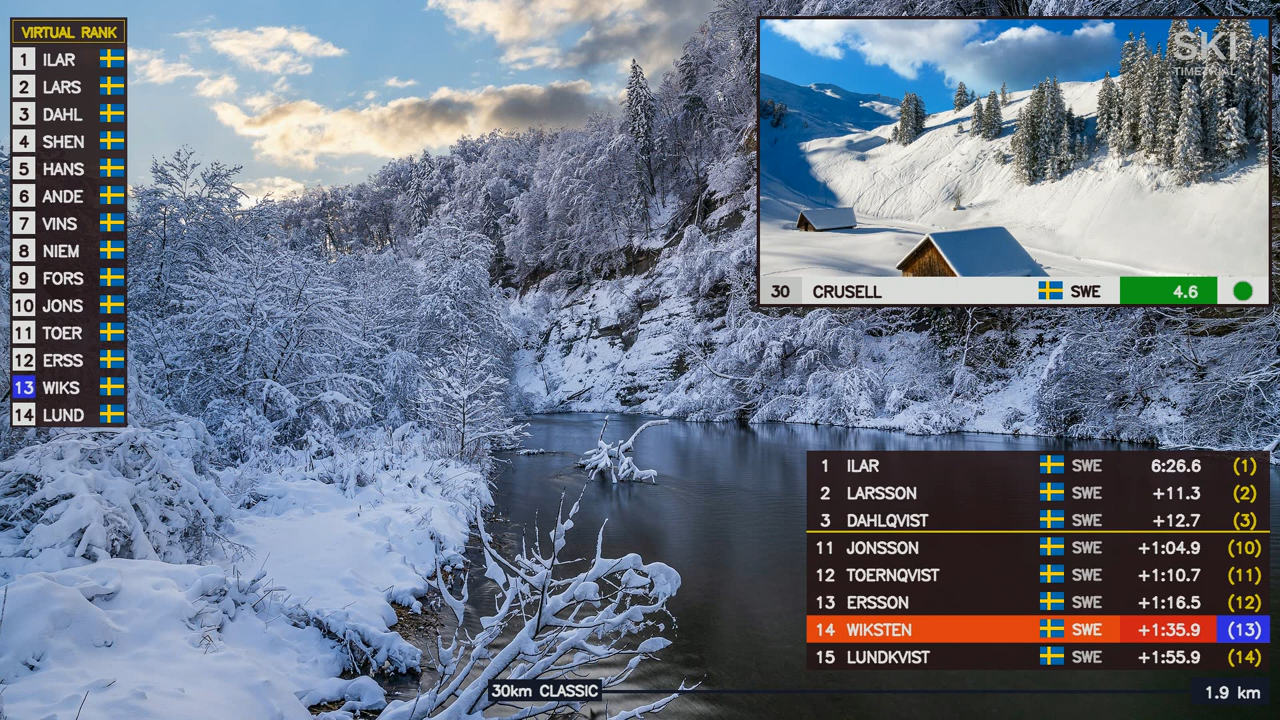 VIRTUAL RANK
1 ILAR
2 LARS
3 DAHL
4 SHEN
5 HANS
6 ANDE
7 VINS
8 NIEM
9 FORS
10 JONS
11 TOER
12 ERSS
13 WIKS
14 LUND
SKI
TIMETRIAL
30 CRUSELL SWE 4.6
1 ILAR SWE 6:26.6 (1)
2 LARSSON SWE +11.3 (2)
3 DAHLQVIST SWE +12.7 (3)
11 JONSSON SWE +1:04.9 (10)
12 TOERNQVIST SWE +1:10.7 (11)
13 ERSSON SWE +1:16.5 (12)
14 WIKSTEN SWE +1:35.9 (13)
15 LUNDKVIST SWE +1:55.9 (14)
30km CLASSIC
1.9 km